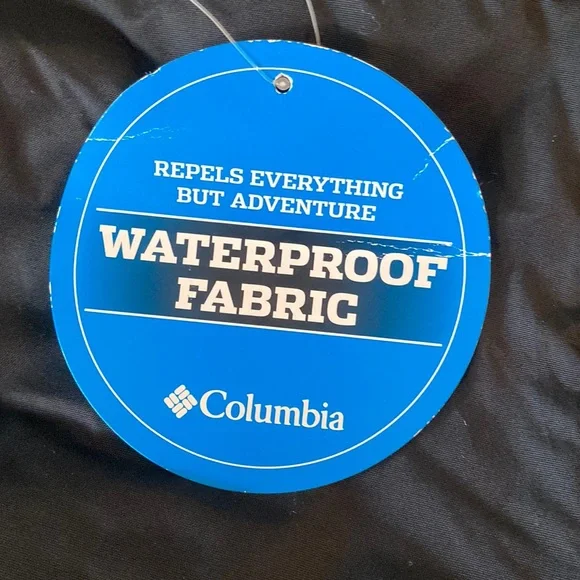 REPELS EVERYTHING
BUT ADVENTURE
WATERPROOF
FABRIC
Columbia